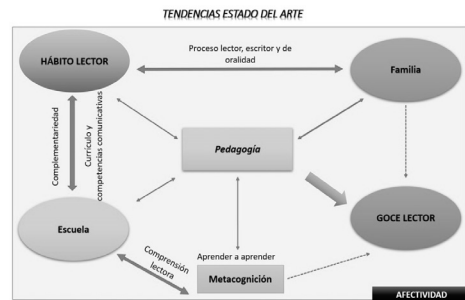 TENDENCIAS ESTADO DEL ARTE
HÁBITO LECTOR
Proceso lector, escritor y de
oralidad
Familia
Complementariedad
Currículo y
competencias comunicativas
Pedagogía
Escuela
GOCE LECTOR
Comprensión
lectora
Aprender a aprender
Metacognición
AFECTIVIDAD